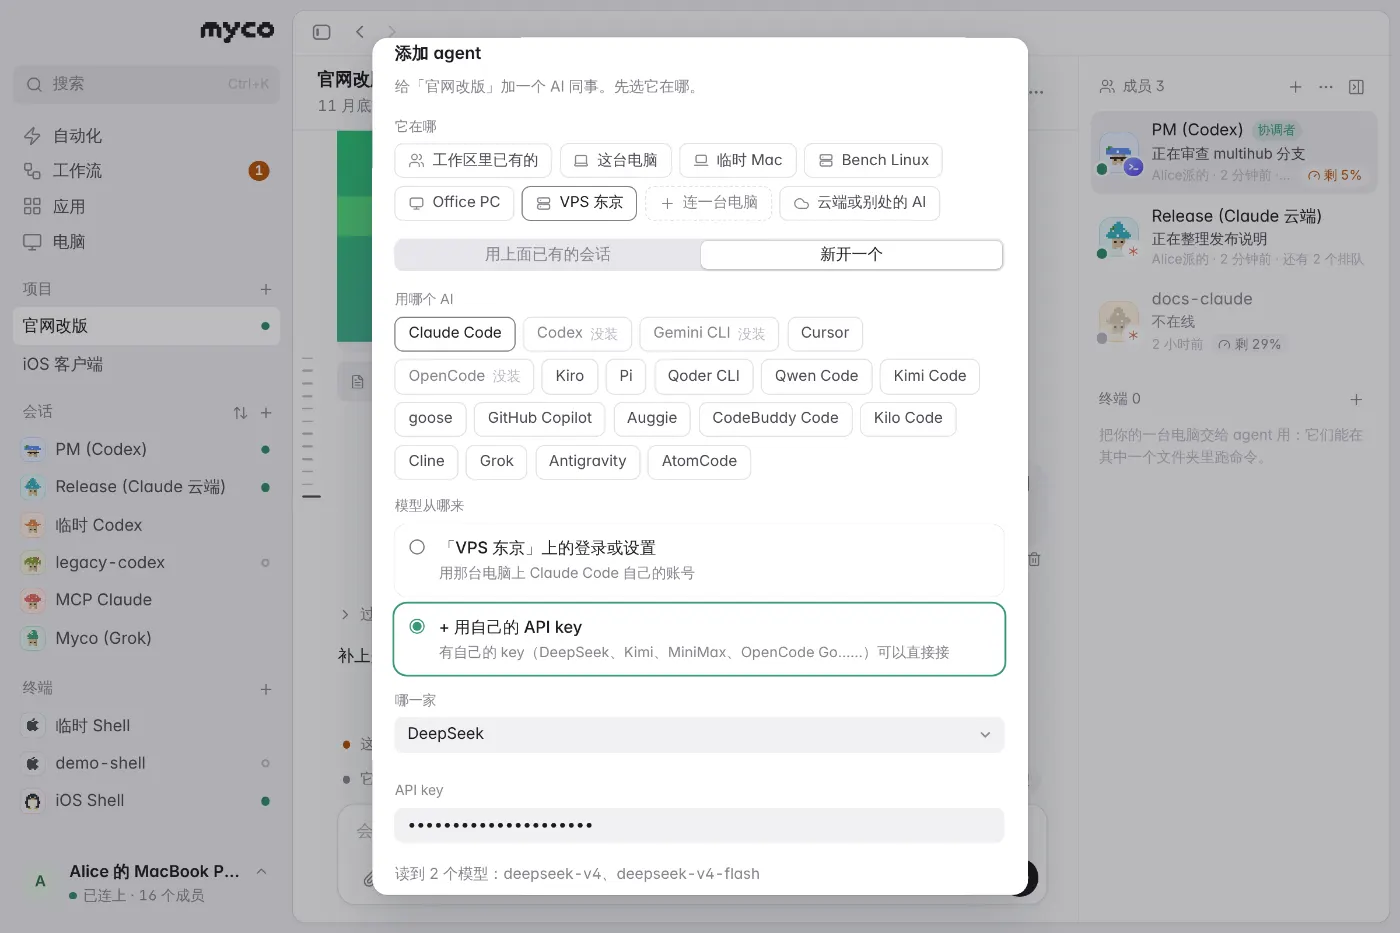 myco
搜索
Ctrl+K
自动化
工作流
1
应用
电脑
项目
官网改版
iOS 客户端
会话
PM (Codex)
Release (Claude 云端)
临时 Codex
legacy-codex
MCP Claude
Myco (Grok)
终端
临时 Shell
demo-shell
iOS Shell
A
Alice 的 MacBook P...
已连上 · 16 个成员
官网改
11 月底
补上
添加 agent
给「官网改版」加一个 AI 同事。先选它在哪。
它在哪
工作区里已有的
这台电脑
临时 Mac
Bench Linux
Office PC
VPS 东京
连一台电脑
云端或别处的 AI
用上面已有的会话
新开一个
用哪个 AI
Claude Code
Codex 没装
Gemini CLI 没装
Cursor
OpenCode 没装
Kiro
Pi
Qoder CLI
Qwen Code
Kimi Code
goose
GitHub Copilot
Auggie
CodeBuddy Code
Kilo Code
Cline
Grok
Antigravity
AtomCode
模型从哪来
「VPS 东京」上的登录或设置
用那台电脑上 Claude Code 自己的账号
+ 用自己的 API key
有自己的 key（DeepSeek、Kimi、MiniMax、OpenCode Go……）可以直接接
哪一家
DeepSeek
API key
•••••••••••••••••••••
读到 2 个模型：deepseek-v4、deepseek-v4-flash
成员 3
PM (Codex) 协调者
正在审查 multihub 分支
Alice派的 · 2 分钟前 ·... 剩 5%
Release (Claude 云端)
正在整理发布说明
Alice派的 · 2 分钟前 · 还有 2 个排队
docs-claude
不在线
2 小时前 剩 29%
终端 0
把你的一台电脑交给 agent 用：它们能在
其中一个文件夹里跑命令。